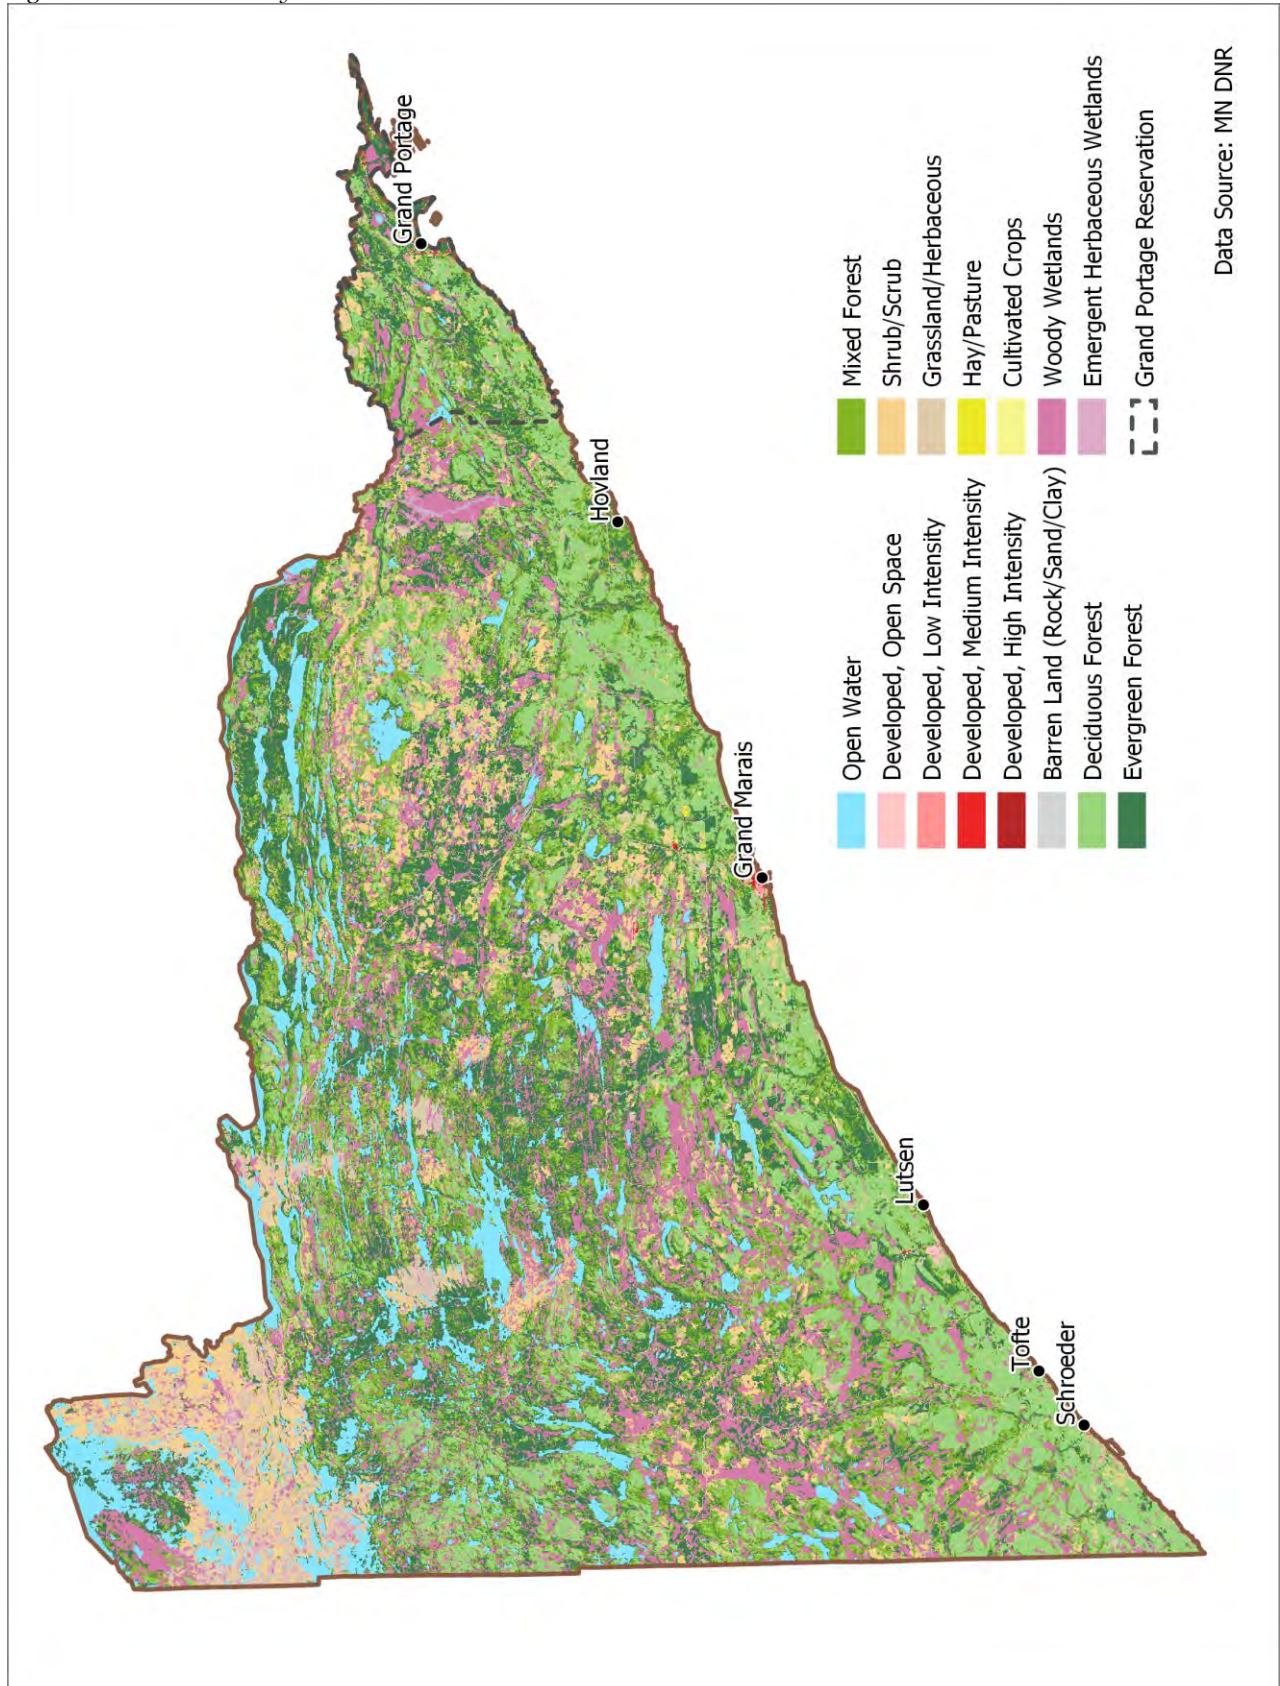 Grand Portage
Hovland
Grand Marais
Lutsen
Tofte
Schroeder
Open Water
Developed, Open Space
Developed, Low Intensity
Developed, Medium Intensity
Developed, High Intensity
Barren Land (Rock/Sand/Clay)
Deciduous Forest
Evergreen Forest
Mixed Forest
Shrub/Scrub
Grassland/Herbaceous
Hay/Pasture
Cultivated Crops
Woody Wetlands
Emergent Herbaceous Wetlands
Grand Portage Reservation
Data Source: MN DNR